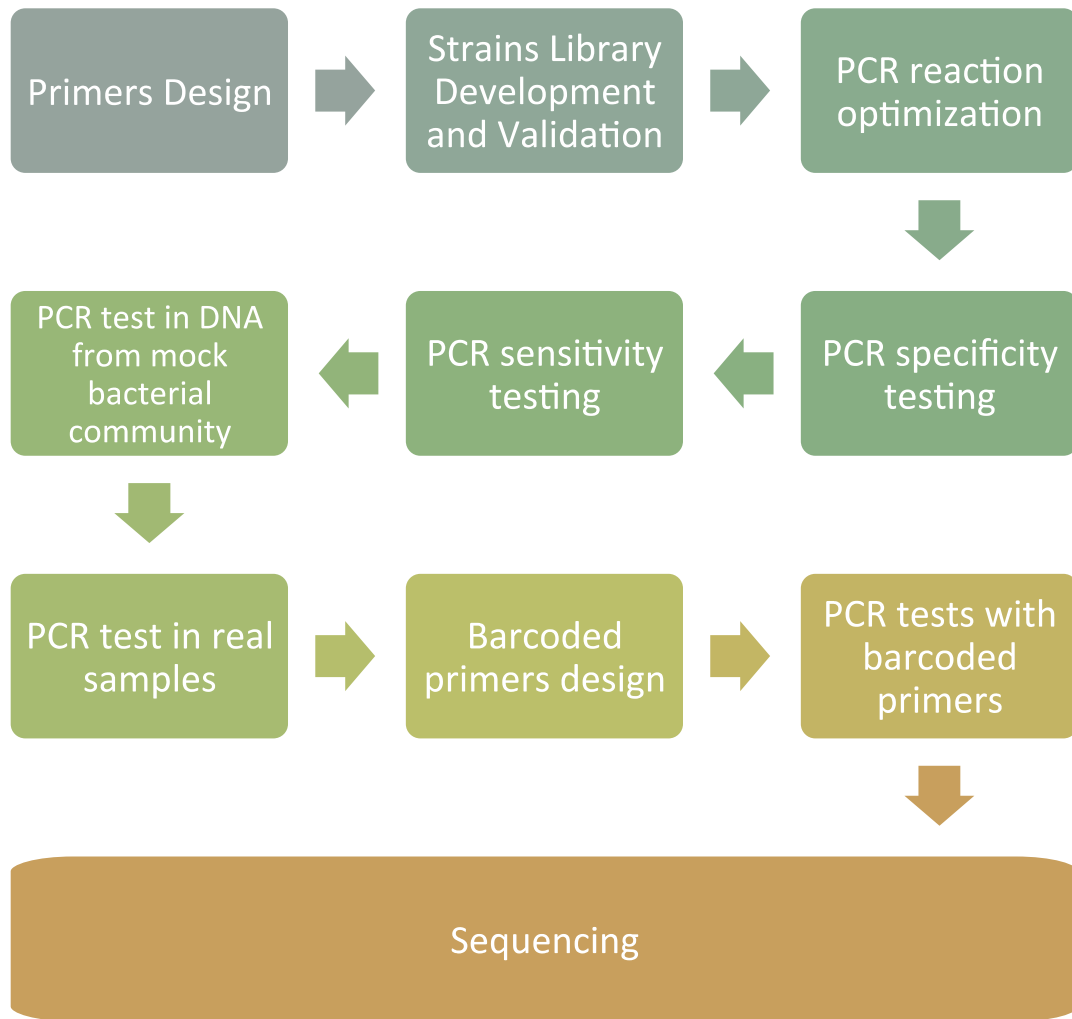 Primers Design
Strains Library
Development
and Validation
PCR reaction
optimization
PCR specificity
testing
PCR sensitivity
testing
PCR test in DNA
from mock
bacterial
community
PCR test in real
samples
Barcoded
primers design
PCR tests with
barcoded
primers
Sequencing